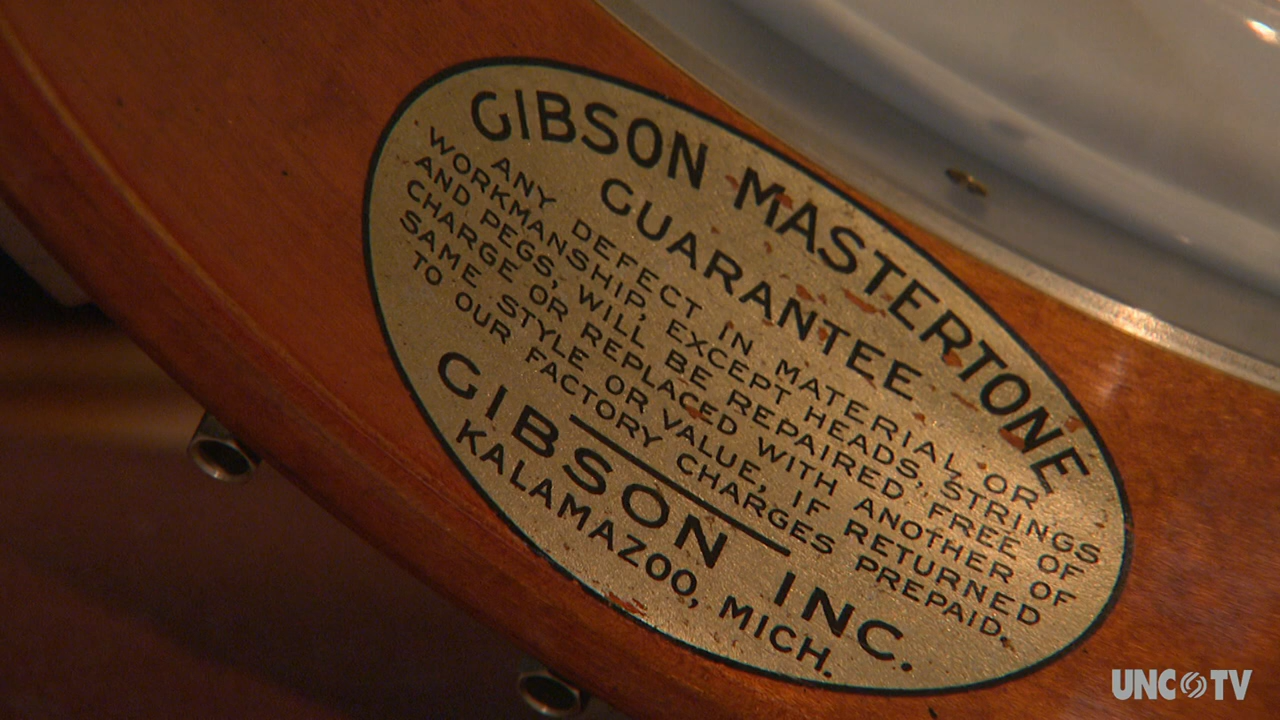 GIBSON MASTERTONE
GUARANTEE
ANY DEFECT IN MATERIAL OR
WORKMANSHIP, EXCEPT HEADS, STRINGS
AND PEGS, WILL BE REPAIRED FREE OF
CHARGE OR REPLACED WITH ANOTHER OF
SAME STYLE OR VALUE, IF RETURNED
TO OUR FACTORY CHARGES PREPAID.
GIBSON INC.
KALAMAZOO, MICH.
UNC TV